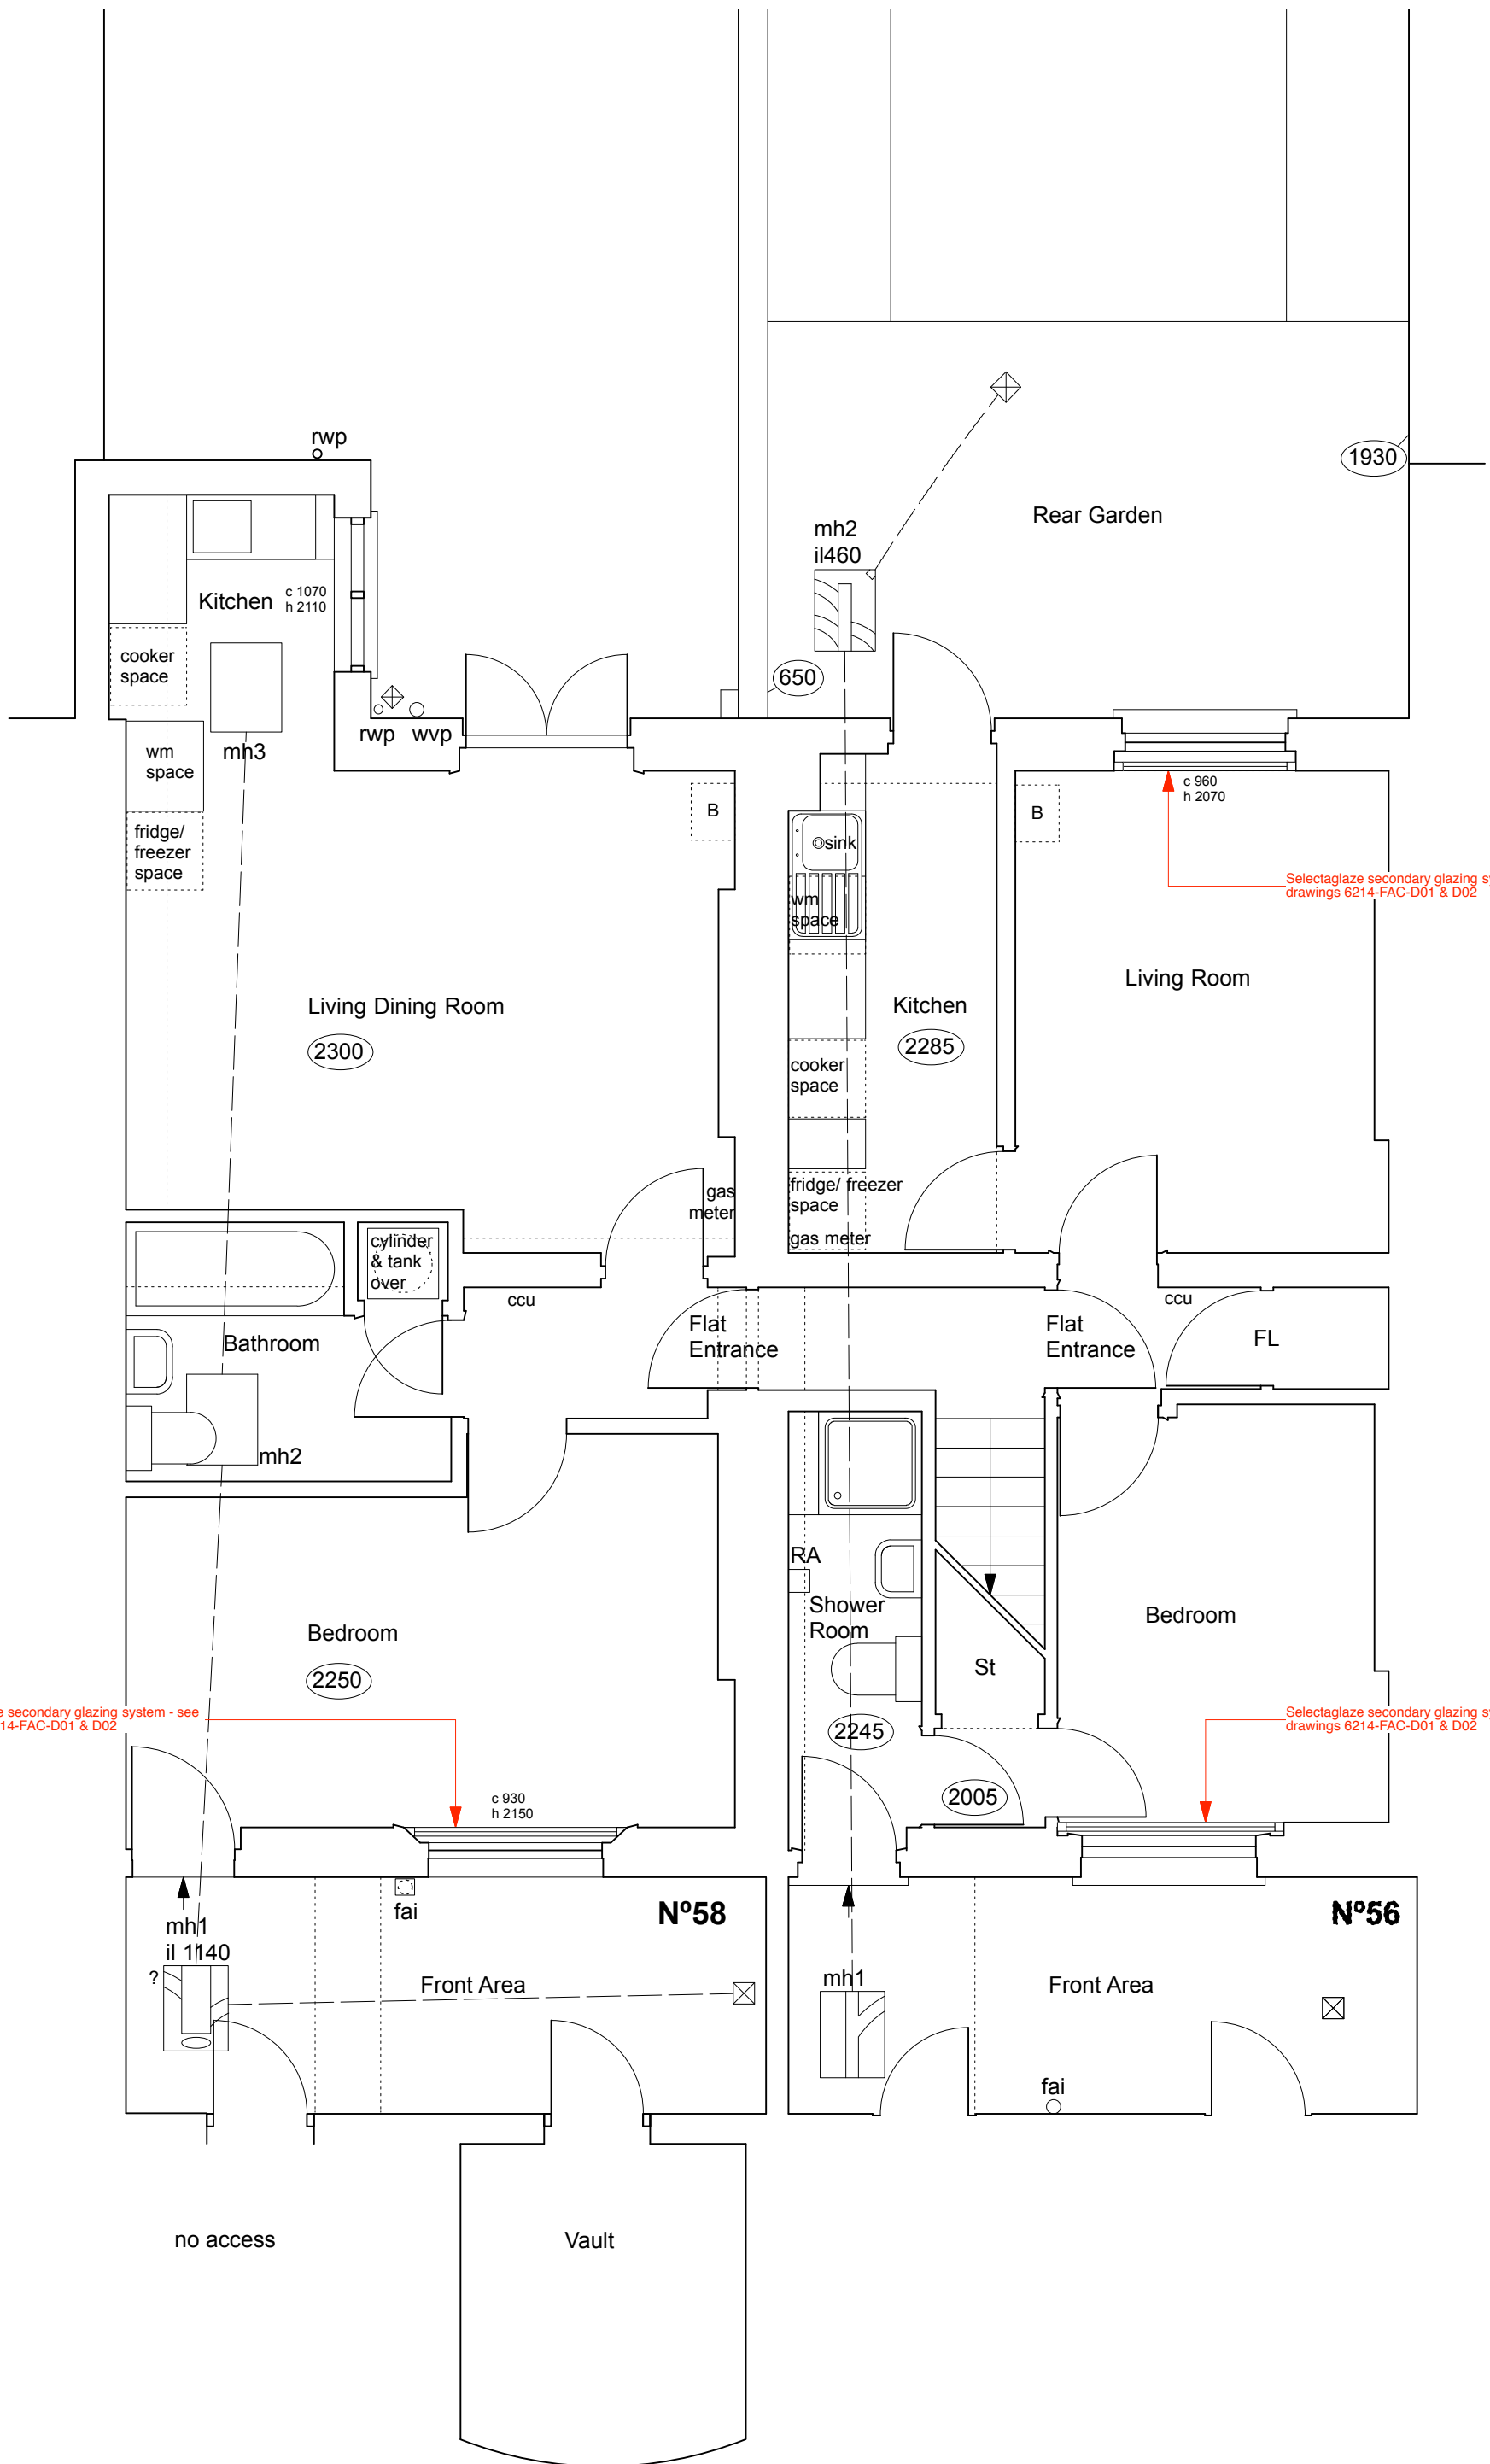 rwp
1930
Rear Garden
mh2
il460
Kitchen
c 1070
h 2110
cooker
space
650
rwp
wvp
mh3
wm
space
c 960
h 2070
B
B
fridge/
freezer
space
sink
wm
space
Selectaglaze secondary glazing s
drawings 6214-FAC-D01 & D02
Living Room
Living Dining Room
Kitchen
2300
2285
cooker
space
gas
meter
fridge/ freezer
space
gas meter
cylinder
& tank
over
ccu
ccu
Flat
Entrance
Flat
Entrance
FL
Bathroom
mh2
RA
Shower
Room
Bedroom
Bedroom
St
2250
e secondary glazing system - see
14-FAC-D01 & D02
Selectaglaze secondary glazing s
drawings 6214-FAC-D01 & D02
2245
c 930
h 2150
2005
fai
Nº58
Nº56
mh1
il 1140
?
Front Area
mh1
Front Area
fai
no access
Vault